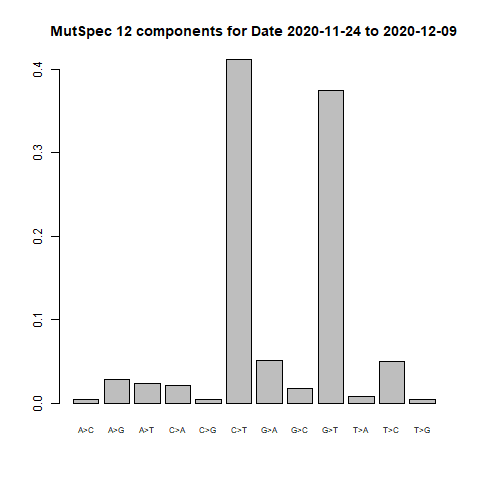 MutSpec 12 components for Date 2020-11-24 to 2020-12-09
0.4
0.3
0.2
0.1
0.0
A>C A>G A>T C>A C>G C>T G>A G>C G>T T>A T>C T>G